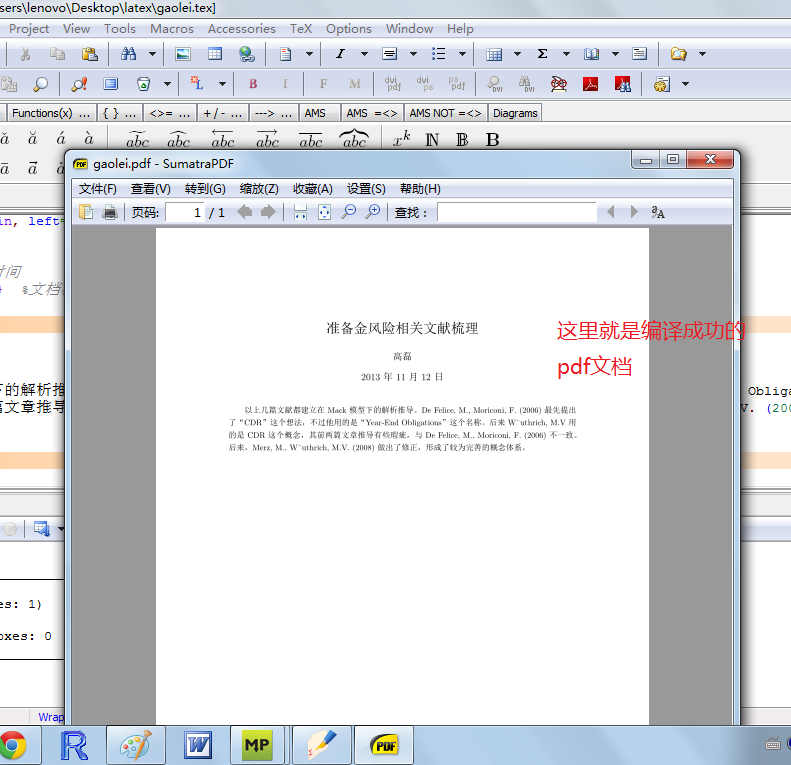 sers\lenovo\Desktop\latex\gaolei.tex]
Project View Tools Macros Accessories TeX Options Window Help
Functions(x) ... { } ... <>= ... + / - ... ---> ... AMS AMS =<> AMS NOT =<> Diagrams
abc abc abc abc abc abc x^k ℕ 𝔹 B
gaolei.pdf - SumatraPDF
文件(F) 查看(V) 转到(G) 缩放(Z) 收藏(A) 设置(S) 帮助(H)
页码: 1 / 1 查找:
in, left=
时间
%文档
准备金风险相关文献梳理
高磊
2013 年 11 月 12 日
这里就是编译成功的
pdf文档
下的解析推
Obliga
篇文章推导
V. (200
以上几篇文献都建立在 Mack 模型下的解析推导。De Felice, M., Moriconi, F. (2006) 最先提出
了“CDR”这个想法，不过他用的是“Year-End Obligations”这个名称。后来 W¨uthrich, M.V 用
的是 CDR 这个概念，其前两篇文章推导有些瑕疵，与 De Felice, M., Moriconi, F. (2006) 不一致。
后来，Merz, M., W¨uthrich, M.V. (2008) 做出了修正，形成了较为完善的概念体系。
es: 1)
oxes: 0
Wrap
R W MP PDF